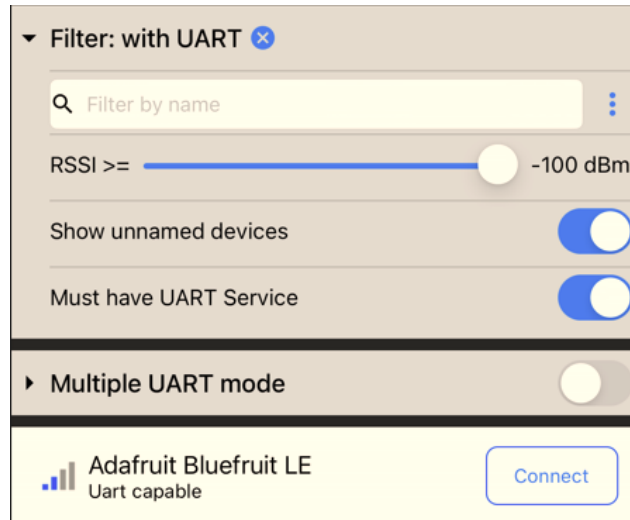 Filter: with UART
Filter by name
RSSI >= -100 dBm
Show unnamed devices
Must have UART Service
Multiple UART mode
Adafruit Bluefruit LE
Uart capable
Connect